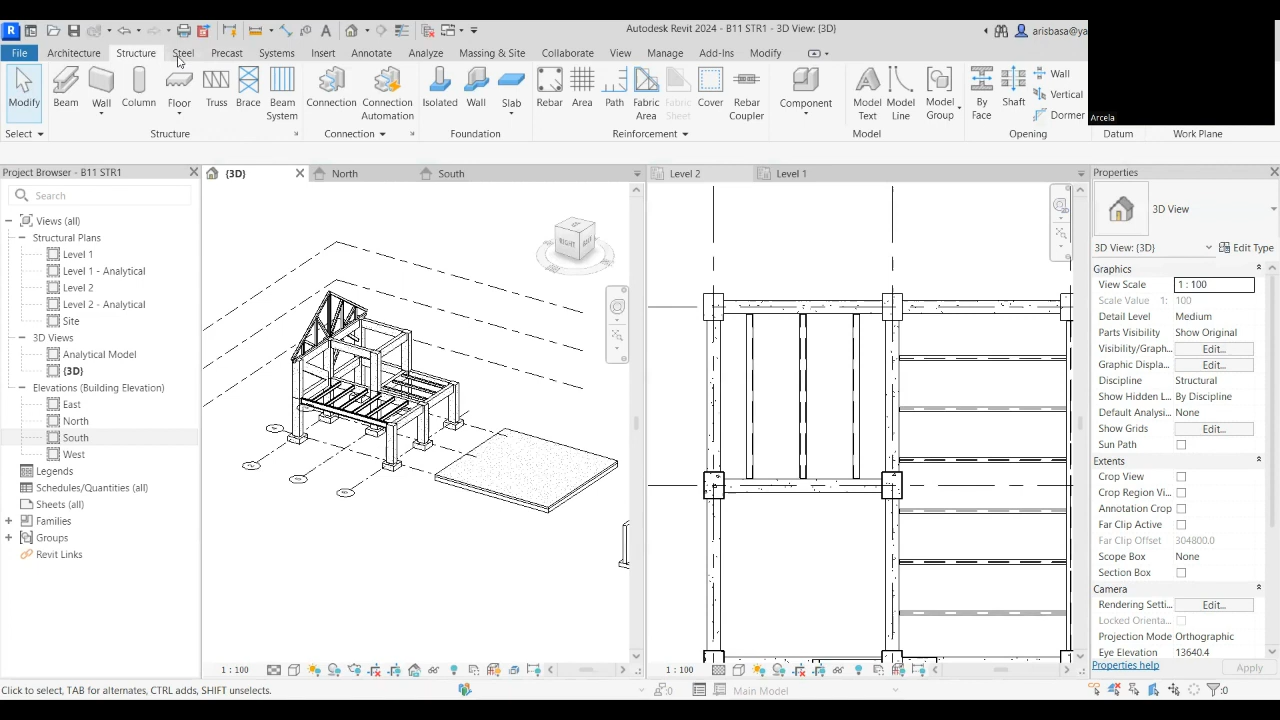 Autodesk Revit 2024 - B11 STR1 - 3D View: {3D}
arisbasa@ya
File Architecture Structure Steel Precast Systems Insert Annotate Analyze Massing & Site Collaborate View Manage Add- Modify
Modify Beam Wall Column Floor Truss Brace Beam System Connection Connection Automation Isolated Wall Slab Rebar Area Path Fabric Area Fabric Sheet Cover Rebar Coupler Component Model Text Model Line Model Group By Face Shaft Wall Vertical Dormer
Arcela
Select Structure Connection Foundation Reinforcement Model Opening Datum Work Plane
Project Browser - B11 STR1
Search
Views (all)
Structural Plans
Level 1
Level 1 - Analytical
Level 2
Level 2 - Analytical
Site
3D Views
Analytical Model
{3D}
Elevations (Building Elevation)
East
North
South
West
Legends
Schedules/Quantities (all)
Sheets (all)
Families
Groups
Revit Links
{3D} North South
RIGHT
1 : 100
Level 2 Level 1
1 : 100
Properties
3D View
3D View: {3D} Edit Type
Graphics
View Scale 1 : 100
Scale Value 1: 100
Detail Level Medium
Parts Visibility Show Original
Visibility/Graph... Edit...
Graphic Displa... Edit...
Discipline Structural
Show Hidden L... By Discipline
Default Analysi... None
Show Grids Edit...
Sun Path
Extents
Crop View
Crop Region Vi...
Annotation Crop
Far Clip Active
Far Clip Offset 304800.0
Scope Box None
Section Box
Camera
Rendering Setti... Edit...
Locked Orienta...
Projection Mode Orthographic
Eye Elevation 13640.4
Properties help Apply
Click to select, TAB for alternates, CTRL adds, SHIFT unselects. :0 Main Model :0